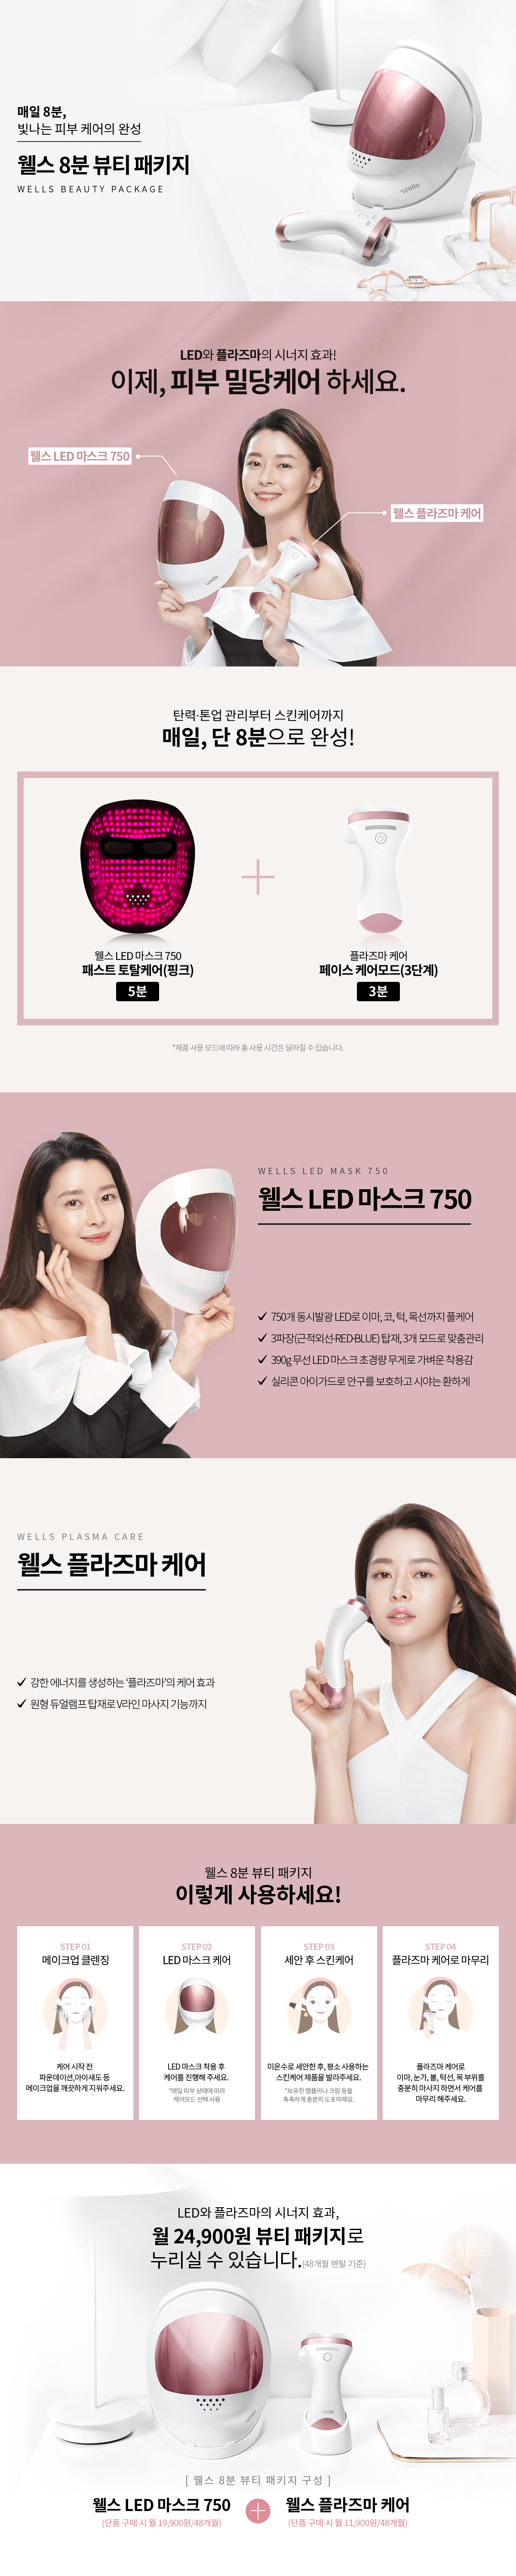 매일 8분,
빛나는 피부 케어의 완성
웰스 8분 뷰티 패키지
WELLS BEAUTY PACKAGE
Wells
LED와 플라즈마의 시너지 효과!
이제, 피부 밀당케어 하세요.
웰스 LED 마스크 750
웰스 플라즈마 케어
Wells
탄력·톤업 관리부터 스킨케어까지
매일, 단 8분으로 완성!
웰스 LED 마스크 750
패스트 토탈케어(핑크)
5분
플라즈마 케어
페이스 케어모드(3단계)
3분
*제품 사용 모드에 따라 총 사용 시간은 달라질 수 있습니다.
WELLS LED MASK 750
웰스 LED 마스크 750
750개 동시발광 LED로 이마, 코, 턱, 목선까지 풀케어
3파장(근적외선·RED·BLUE) 탑재, 3개 모드로 맞춤관리
390g 무선 LED 마스크 초경량 무게로 가벼운 착용감
실리콘 아이가드로 안구를 보호하고 시야는 환하게
WELLS PLASMA CARE
웰스 플라즈마 케어
강한 에너지를 생성하는 ‘플라즈마’의 케어 효과
원형 듀얼램프 탑재로 V라인 마사지 기능까지
웰스 8분 뷰티 패키지
이렇게 사용하세요!
STEP 01
메이크업 클렌징
케어 시작 전
파운데이션,아이섀도 등
메이크업을 깨끗하게 지워주세요.
STEP 02
LED 마스크 케어
LED 마스크 착용 후
케어를 진행해 주세요.
*매일 피부 상태에 따라
케어모드 선택 사용
STEP 03
세안 후 스킨케어
미온수로 세안한 후, 평소 사용하는
스킨케어 제품을 발라주세요.
*보유한 앰플이나 크림 등을
촉촉하게 충분히 도포하세요.
STEP 04
플라즈마 케어로 마무리
플라즈마 케어로
이마, 눈가, 볼, 턱선, 목 부위를
충분히 마사지 하면서 케어를
마무리 해주세요.
LED와 플라즈마의 시너지 효과,
월 24,900원 뷰티 패키지로
누리실 수 있습니다.(48개월 렌탈 기준)
Wells
[ 웰스 8분 뷰티 패키지 구성 ]
웰스 LED 마스크 750
(단품 구매 시 월 19,900원/48개월)
웰스 플라즈마 케어
(단품 구매 시 월 11,900원/48개월)